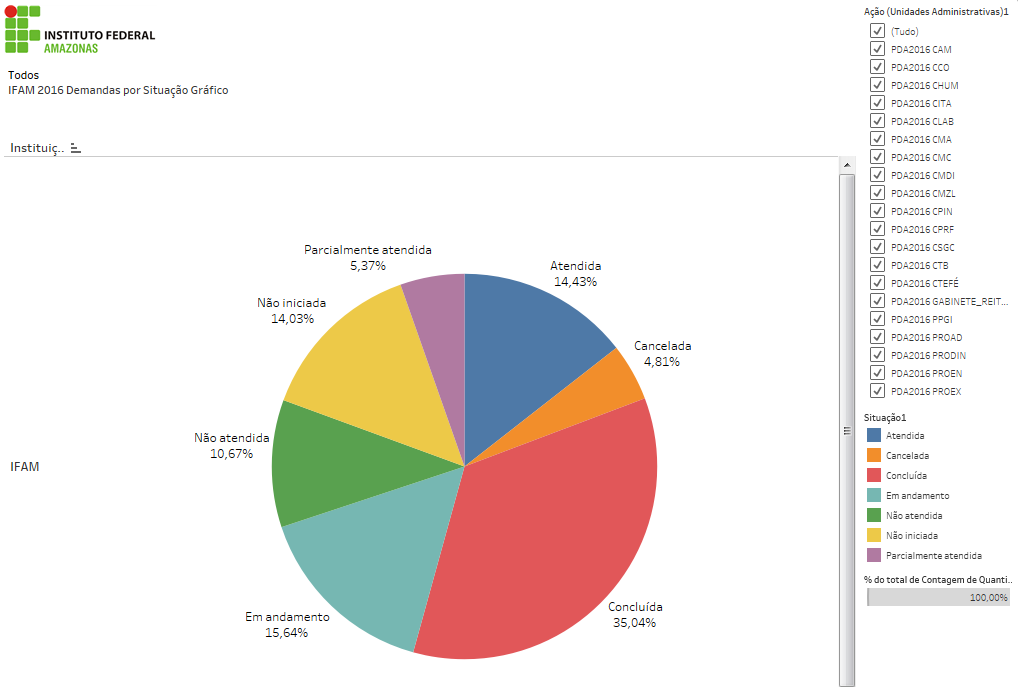 INSTITUTO FEDERAL
AMAZONAS
Todos
IFAM 2016 Demandas por Situação Gráfico
Instituiç..
IFAM
Parcialmente atendida
5,37%
Atendida
14,43%
Não iniciada
14,03%
Cancelada
4,81%
Não atendida
10,67%
Em andamento
15,64%
Concluída
35,04%
Ação (Unidades Administrativas)1
(Tudo)
PDA2016 CAM
PDA2016 CCO
PDA2016 CHUM
PDA2016 CITA
PDA2016 CLAB
PDA2016 CMA
PDA2016 CMC
PDA2016 CMDI
PDA2016 CMZL
PDA2016 CPIN
PDA2016 CPRF
PDA2016 CSGC
PDA2016 CTB
PDA2016 CTEFÉ
PDA2016 GABINETE_REIT...
PDA2016 PPGI
PDA2016 PROAD
PDA2016 PRODIN
PDA2016 PROEN
PDA2016 PROEX
Situação1
Atendida
Cancelada
Concluída
Em andamento
Não atendida
Não iniciada
Parcialmente atendida
% do total de Contagem de Quanti..
100,00%